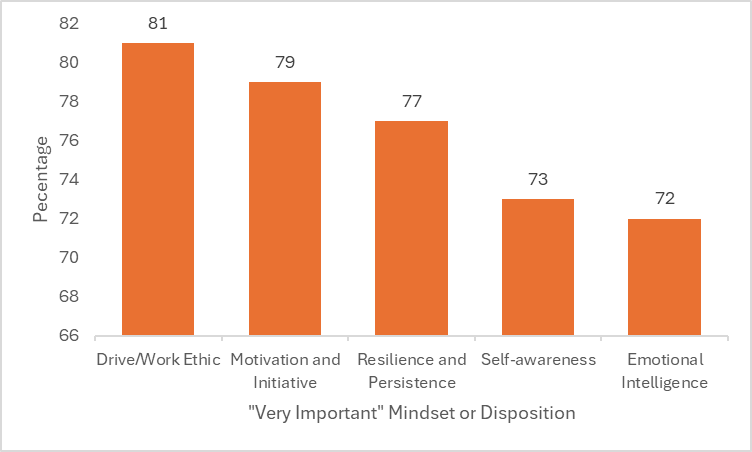 82
80
78
76
74
72
70
68
66
Pecentage
81
79
77
73
72
Drive/Work Ethic
Motivation and
Initiative
Resilience and
Persistence
Self-awareness
Emotional
Intelligence
"Very Important" Mindset or Disposition